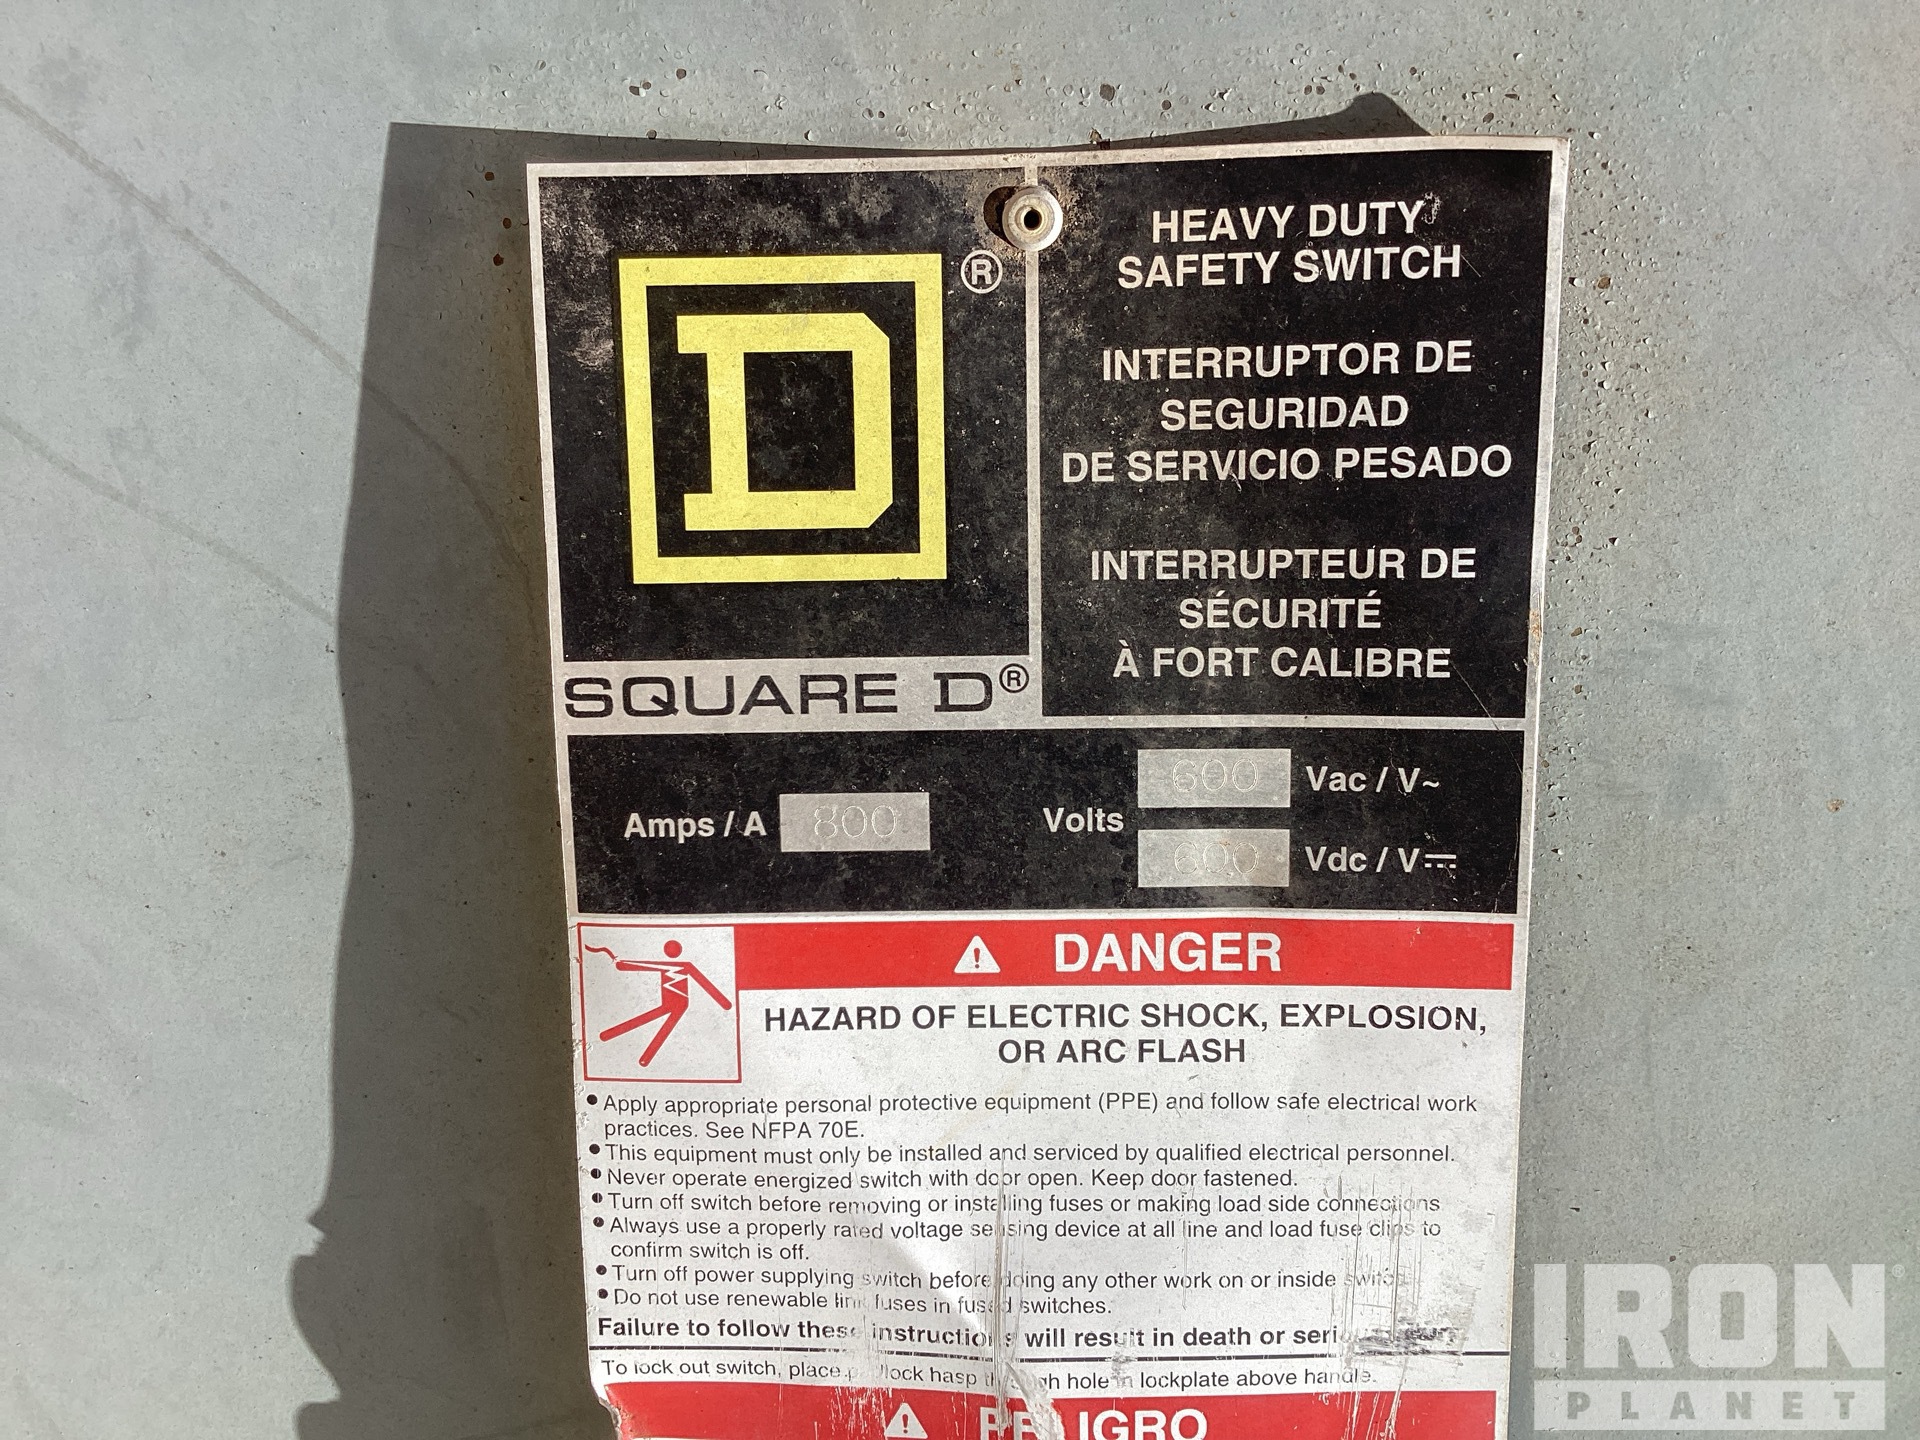 D®
SQUARE D®
HEAVY DUTY
SAFETY SWITCH
INTERRUPTOR DE
SEGURIDAD
DE SERVICIO PESADO
INTERRUPTEUR DE
SÉCURITÉ
À FORT CALIBRE
Amps / A 800
Volts
600 Vac / V~
600 Vdc / V⎓
⚠ DANGER
HAZARD OF ELECTRIC SHOCK, EXPLOSION,
OR ARC FLASH
• Apply appropriate personal protective equipment (PPE) and follow safe electrical work
practices. See NFPA 70E.
• This equipment must only be installed and serviced by qualified electrical personnel.
• Never operate energized switch with door open. Keep door fastened.
• Turn off switch before removing or installing fuses or making load side connections
• Always use a properly rated voltage sensing device at all line and load fuse clips to
confirm switch is off.
• Turn off power supplying switch before doing any other work on or inside switch
• Do not use renewable link fuses in fused switches.
Failure to follow these instructions will result in death or
To lock out switch, place padlock hasp through hole in lockplate above handle.
⚠ PELIGRO
IRON
PLANET